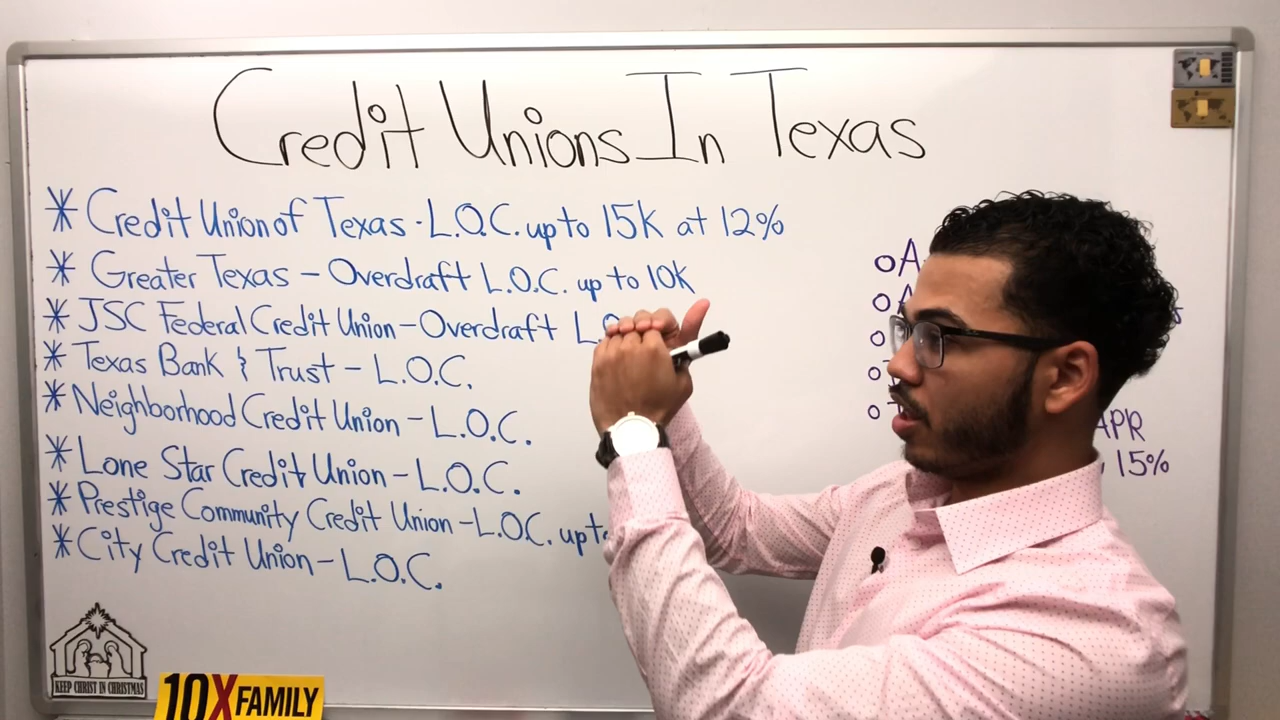 Credit Unions In Texas
* Credit Union of Texas - L.O.C. up to 15K at 12%
* Greater Texas - Overdraft L.O.C. up to 10K
* JSC Federal Credit Union - Overdraft
* Texas Bank & Trust - L.O.C.
* Neighborhood Credit Union - L.O.C.
* Lone Star Credit Union - L.O.C.
* Prestige Community Credit Union - L.O.C. up
* City Credit Union - L.O.C.
APR
15%
KEEP CHRIST IN CHRISTMAS
10X FAMILY